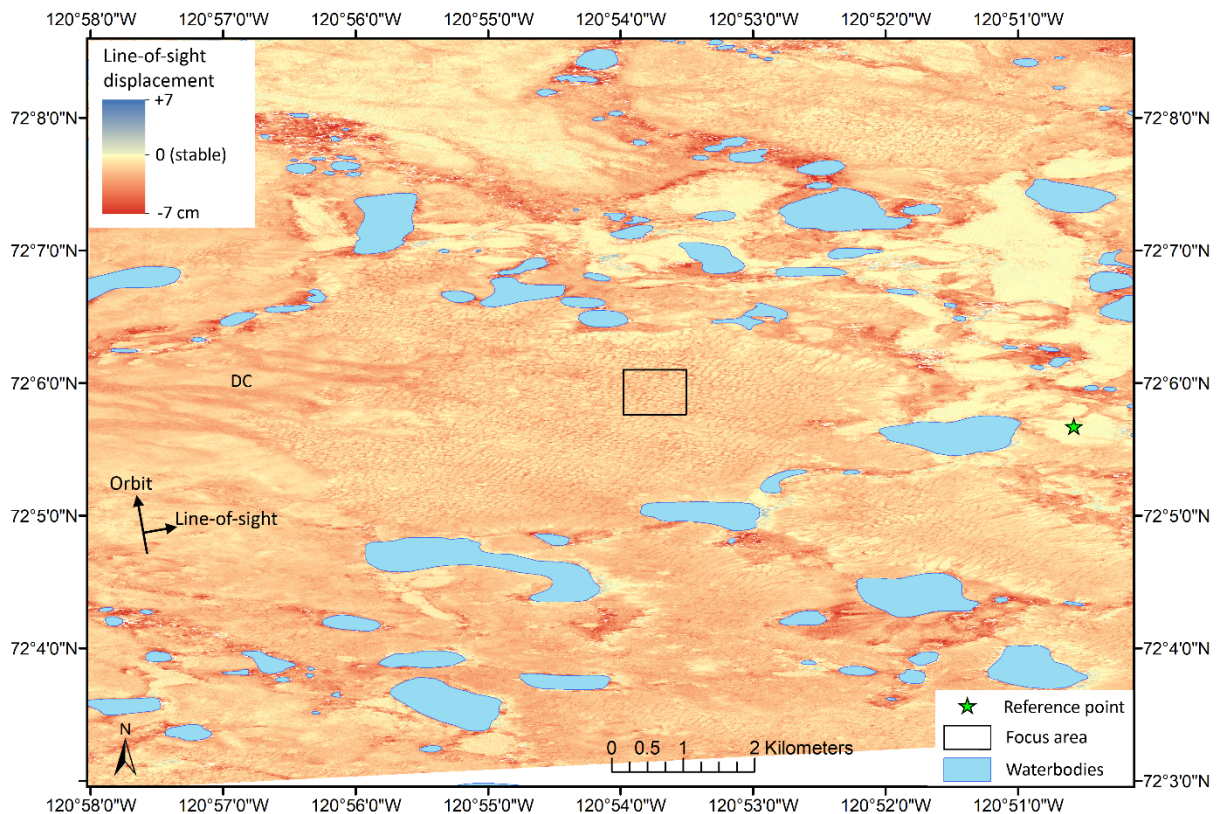 120°58'0"W 120°57'0"W 120°56'0"W 120°55'0"W 120°54'0"W 120°53'0"W 120°52'0"W 120°51'0"W
Line-of-sight
displacement
+7
0 (stable)
-7 cm
72°8'0"N 72°8'0"N
72°7'0"N 72°7'0"N
72°6'0"N 72°6'0"N
DC
Orbit
Line-of-sight
72°5'0"N 72°5'0"N
72°4'0"N 72°4'0"N
N
0 0.5 1 2 Kilometers
Reference point
Focus area
Waterbodies
72°3'0"N 72°3'0"N
120°58'0"W 120°57'0"W 120°56'0"W 120°55'0"W 120°54'0"W 120°53'0"W 120°52'0"W 120°51'0"W